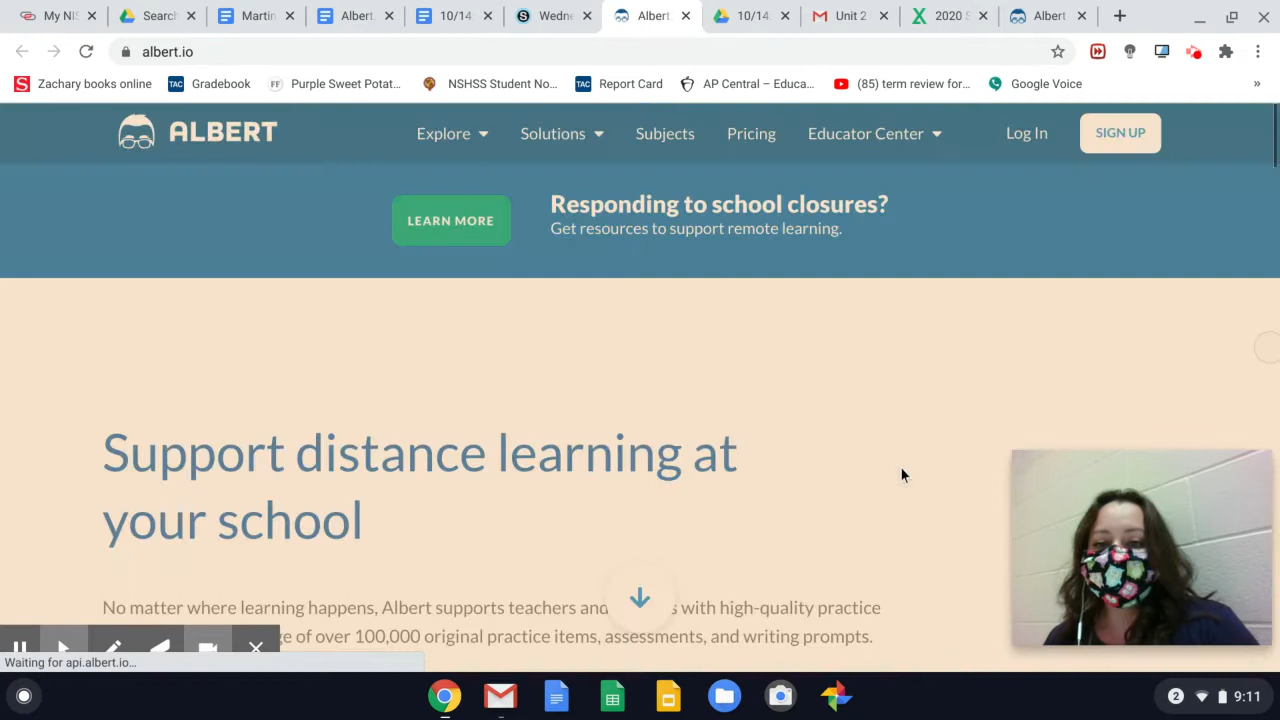 My NIS
Search
Martin
Albert.
10/14.
Wedne
Albert
10/14.
Unit 2
2020 S
Albert
albert.io
Zachary books online
Gradebook
Purple Sweet Potat...
NSHSS Student No...
Report Card
AP Central – Educa...
(85) term review for...
Google Voice
»
ALBERT
Explore
Solutions
Subjects
Pricing
Educator Center
Log In
SIGN UP
LEARN MORE
Responding to school closures?
Get resources to support remote learning.
Support distance learning at
your school
No matter where learning happens, Albert supports teachers and s with high-quality practice
ge of over 100,000 original practice items, assessments, and writing prompts.
Waiting for api.albert.io...
2
9:11